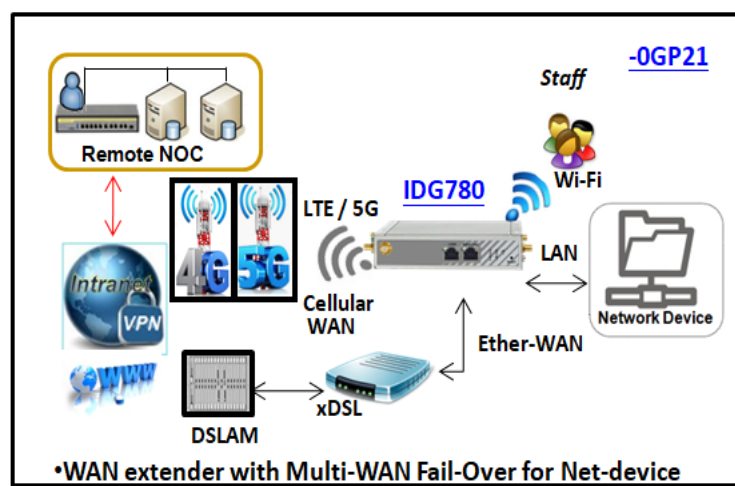 -0GP21
Staff
Remote NOC
IDG780
Wi-Fi
LTE / 5G
4G
5G
Intranet
VPN
Cellular
WAN
LAN
Network Device
Ether-WAN
WWW
xDSL
DSLAM
•WAN extender with Multi-WAN Fail-Over for Net-device